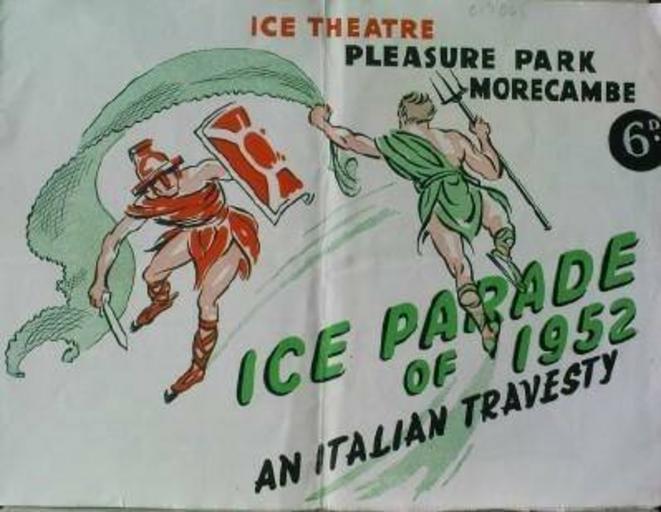 ICE THEATRE
PLEASURE PARK
MORECAMBE
6D.
ICE PARADE
OF 1952
AN ITALIAN TRAVESTY